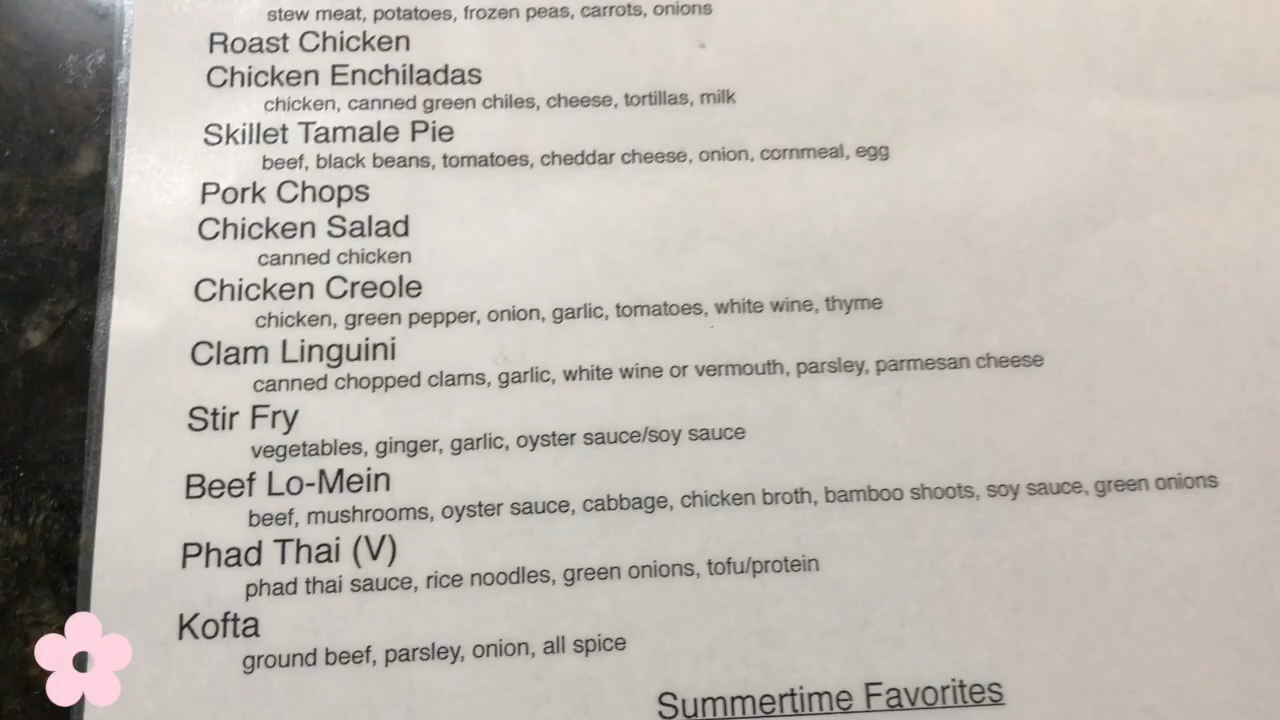 stew meat, potatoes, frozen peas, carrots, onions
Roast Chicken
Chicken Enchiladas
chicken, canned green chiles, cheese, tortillas, milk
Skillet Tamale Pie
beef, black beans, tomatoes, cheddar cheese, onion, cornmeal, egg
Pork Chops
Chicken Salad
canned chicken
Chicken Creole
chicken, green pepper, onion, garlic, tomatoes, white wine, thyme
Clam Linguini
canned chopped clams, garlic, white wine or vermouth, parsley, parmesan cheese
Stir Fry
vegetables, ginger, garlic, oyster sauce/soy sauce
Beef Lo-Mein
beef, mushrooms, oyster sauce, cabbage, chicken broth, bamboo shoots, soy sauce, green onions
Phad Thai (V)
phad thai sauce, rice noodles, green onions, tofu/protein
Kofta
ground beef, parsley, onion, all spice
Summertime Favorites